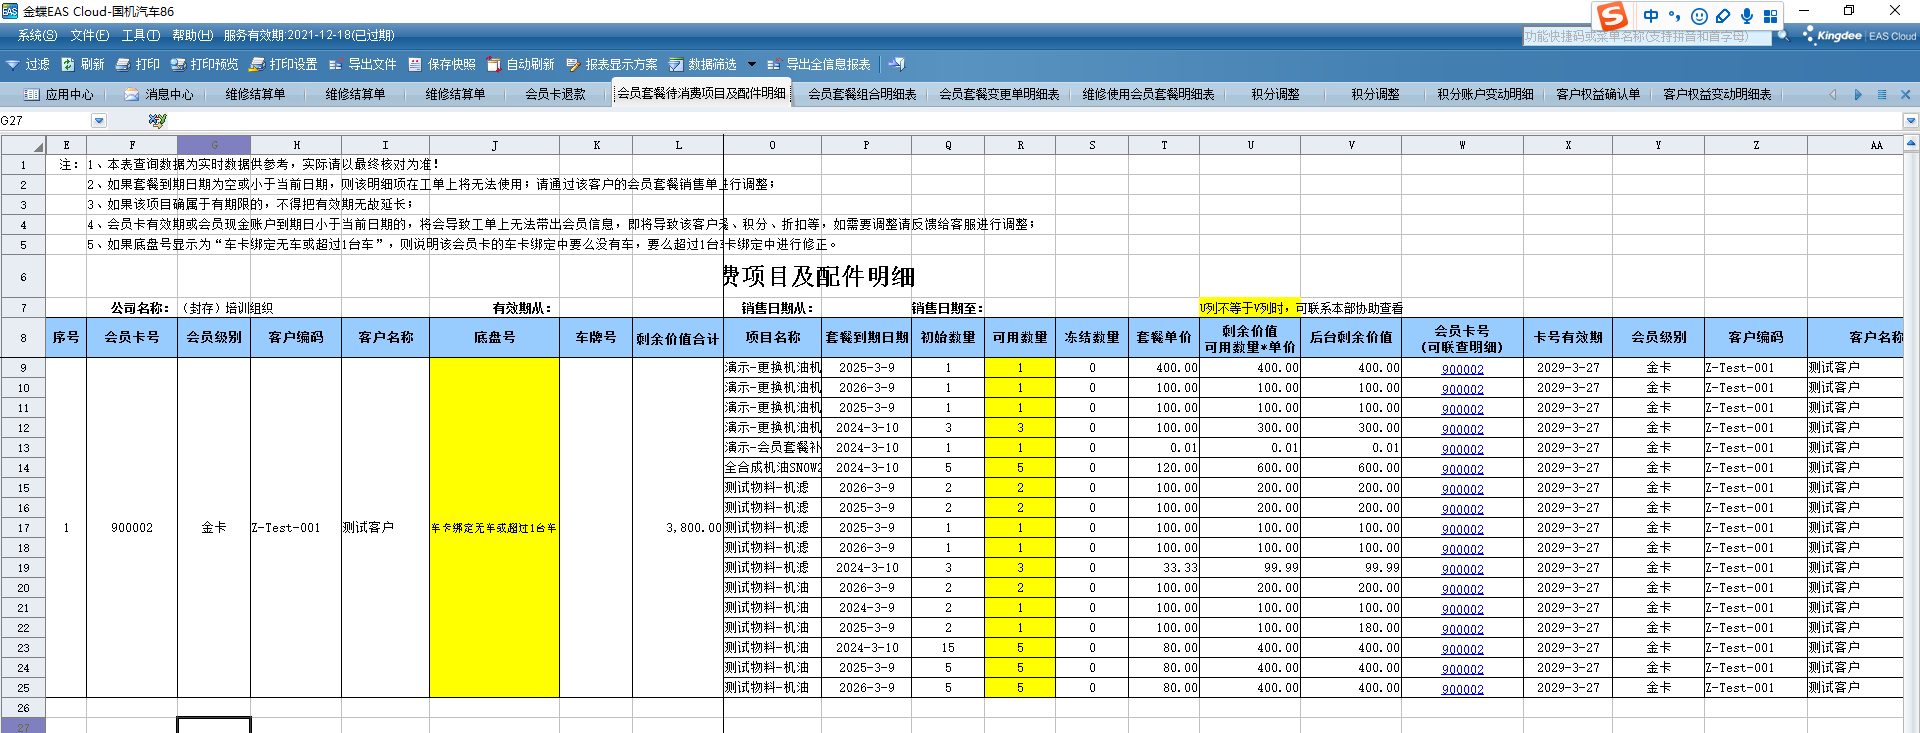 金蝶EAS Cloud-国机汽车86
中
系统(S) 文件(F) 工具(T) 帮助(H) 服务有效期:2021-12-18(已过期)
功能快捷码或菜单名称(支持拼音和首字母)
Kingdee EAS Cloud
过滤 刷新 打印 打印预览 打印设置 导出文件 保存快照 自动刷新 报表显示方案 数据筛选 导出全信息报表
应用中心 消息中心 维修结算单 维修结算单 维修结算单 会员卡退款 会员套餐待消费项目及配件明细 会员套餐组合明细表 会员套餐变更单明细表 维修使用会员套餐明细表 积分调整 积分调整 积分账户变动明细 客户权益确认单 客户权益变动明细表
G27
E F G H I J K L O P Q R S T U V W X Y Z AA
1 注: 1、本表查询数据为实时数据供参考，实际请以最终核对为准！
2 2、如果套餐到期日期为空或小于当前日期，则该明细项在工单上将无法使用；请通过该客户的会员套餐销售单进行调整；
3 3、如果该项目确属于有期限的，不得把有效期无故延长；
4 4、会员卡有效期或会员现金账户到期日小于当前日期的，将会导致工单上无法带出会员信息，即将导致该客户 、积分、折扣等，如需要调整请反馈给客服进行调整；
5 5、如果底盘号显示为“车卡绑定无车或超过1台车”，则说明该会员卡的车卡绑定中要么没有车，要么超过1台 卡绑定中进行修正。
6 费项目及配件明细
7 公司名称: （封存）培训组织 有效期从: 销售日期从: 销售日期至: U列不等于V列时，可联系本部协助查看
8 序号 会员卡号 会员级别 客户编码 客户名称 底盘号 车牌号 剩余价值合计 项目名称 套餐到期日期 初始数量 可用数量 冻结数量 套餐单价 剩余价值 可用数量*单价 后台剩余价值 会员卡号 (可联查明细) 卡号有效期 会员级别 客户编码 客户名称
9 演示-更换机油机 2025-3-9 1 1 0 400.00 400.00 400.00 900002 2029-3-27 金卡 Z-Test-001 测试客户
10 演示-更换机油机 2026-3-9 1 1 0 100.00 100.00 100.00 900002 2029-3-27 金卡 Z-Test-001 测试客户
11 演示-更换机油机 2025-3-9 1 1 0 100.00 100.00 100.00 900002 2029-3-27 金卡 Z-Test-001 测试客户
12 演示-更换机油机 2024-3-10 3 3 0 100.00 300.00 300.00 900002 2029-3-27 金卡 Z-Test-001 测试客户
13 演示-会员套餐补 2024-3-10 1 1 0 0.01 0.01 0.01 900002 2029-3-27 金卡 Z-Test-001 测试客户
14 全合成机油SN0W2 2024-3-10 5 5 0 120.00 600.00 600.00 900002 2029-3-27 金卡 Z-Test-001 测试客户
15 测试物料-机滤 2026-3-9 2 2 0 100.00 200.00 200.00 900002 2029-3-27 金卡 Z-Test-001 测试客户
16 测试物料-机滤 2025-3-9 2 2 0 100.00 200.00 200.00 900002 2029-3-27 金卡 Z-Test-001 测试客户
17 1 900002 金卡 Z-Test-001 测试客户 车卡绑定无车或超过1台车 3,800.00 测试物料-机滤 2025-3-9 1 1 0 100.00 100.00 100.00 900002 2029-3-27 金卡 Z-Test-001 测试客户
18 测试物料-机滤 2026-3-9 1 1 0 100.00 100.00 100.00 900002 2029-3-27 金卡 Z-Test-001 测试客户
19 测试物料-机滤 2024-3-10 3 3 0 33.33 99.99 99.99 900002 2029-3-27 金卡 Z-Test-001 测试客户
20 测试物料-机油 2026-3-9 2 2 0 100.00 200.00 200.00 900002 2029-3-27 金卡 Z-Test-001 测试客户
21 测试物料-机油 2024-3-9 2 1 0 100.00 100.00 100.00 900002 2029-3-27 金卡 Z-Test-001 测试客户
22 测试物料-机油 2025-3-9 2 1 0 100.00 100.00 180.00 900002 2029-3-27 金卡 Z-Test-001 测试客户
23 测试物料-机油 2024-3-10 15 5 0 80.00 400.00 400.00 900002 2029-3-27 金卡 Z-Test-001 测试客户
24 测试物料-机油 2025-3-9 5 5 0 80.00 400.00 400.00 900002 2029-3-27 金卡 Z-Test-001 测试客户
25 测试物料-机油 2026-3-9 5 5 0 80.00 400.00 400.00 900002 2029-3-27 金卡 Z-Test-001 测试客户
26
27